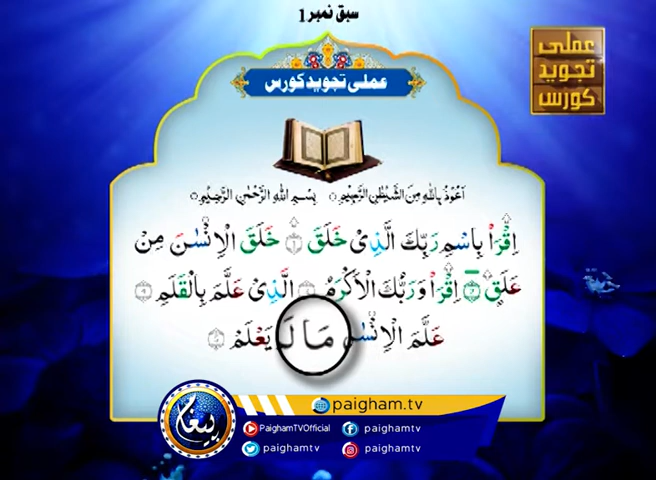 سبق نمبر 1
عملی تجوید کورس
عملی
تجوید
کورس
اَعُوْذُ بِاللّٰهِ مِنَ الشَّيْطٰنِ الرَّجِيْمِ ۝ بِسْمِ اللّٰهِ الرَّحْمٰنِ الرَّحِيْمِ ۝
اِقْرَاْ بِاسْمِ رَبِّكَ الَّذِىْ خَلَقَ ۝ خَلَقَ الْاِنْسٰنَ مِنْ
عَلَقٍ ۝ اِقْرَاْ وَرَبُّكَ الْاَكْرَمُ ۝ الَّذِىْ عَلَّمَ بِالْقَلَمِ ۝
عَلَّمَ الْاِنْسٰنَ مَا لَمْ يَعْلَمْ ۝
پیغام
paigham.tv
PaighamTVOfficial
paighamtv
paighamtv
paighamtv